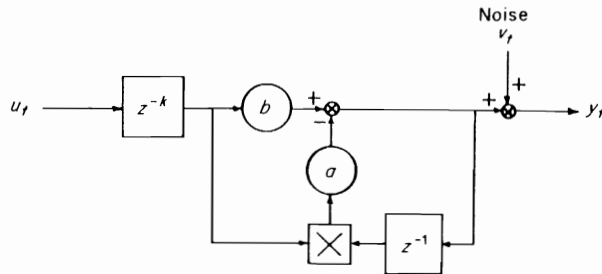 Noise
v_t
u_t
z^{-k}
b
+
−
+
+
y_t
a
×
z^{-1}